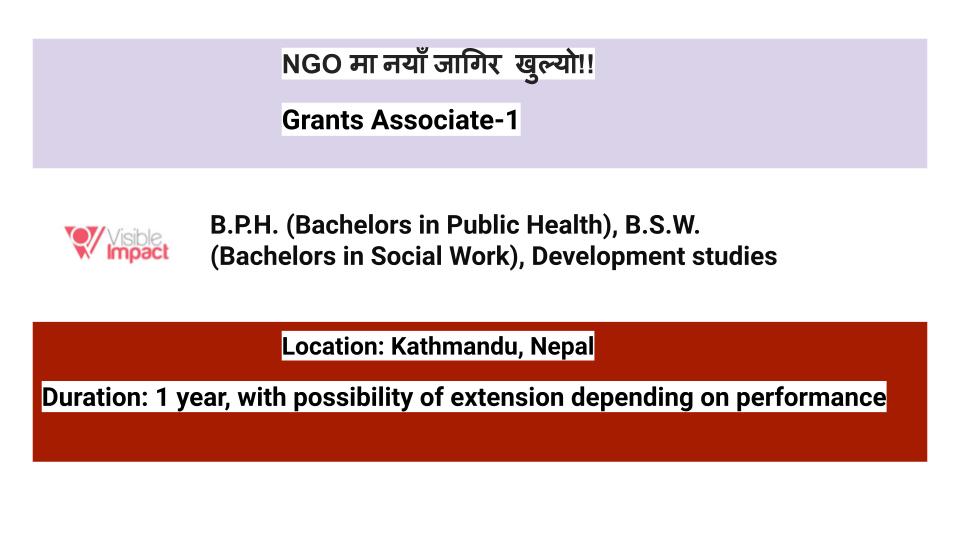 NGO मा नयाँ जागिर खुल्यो!!
Grants Associate-1
Visible
Impact
B.P.H. (Bachelors in Public Health), B.S.W.
(Bachelors in Social Work), Development studies
Location: Kathmandu, Nepal
Duration: 1 year, with possibility of extension depending on performance